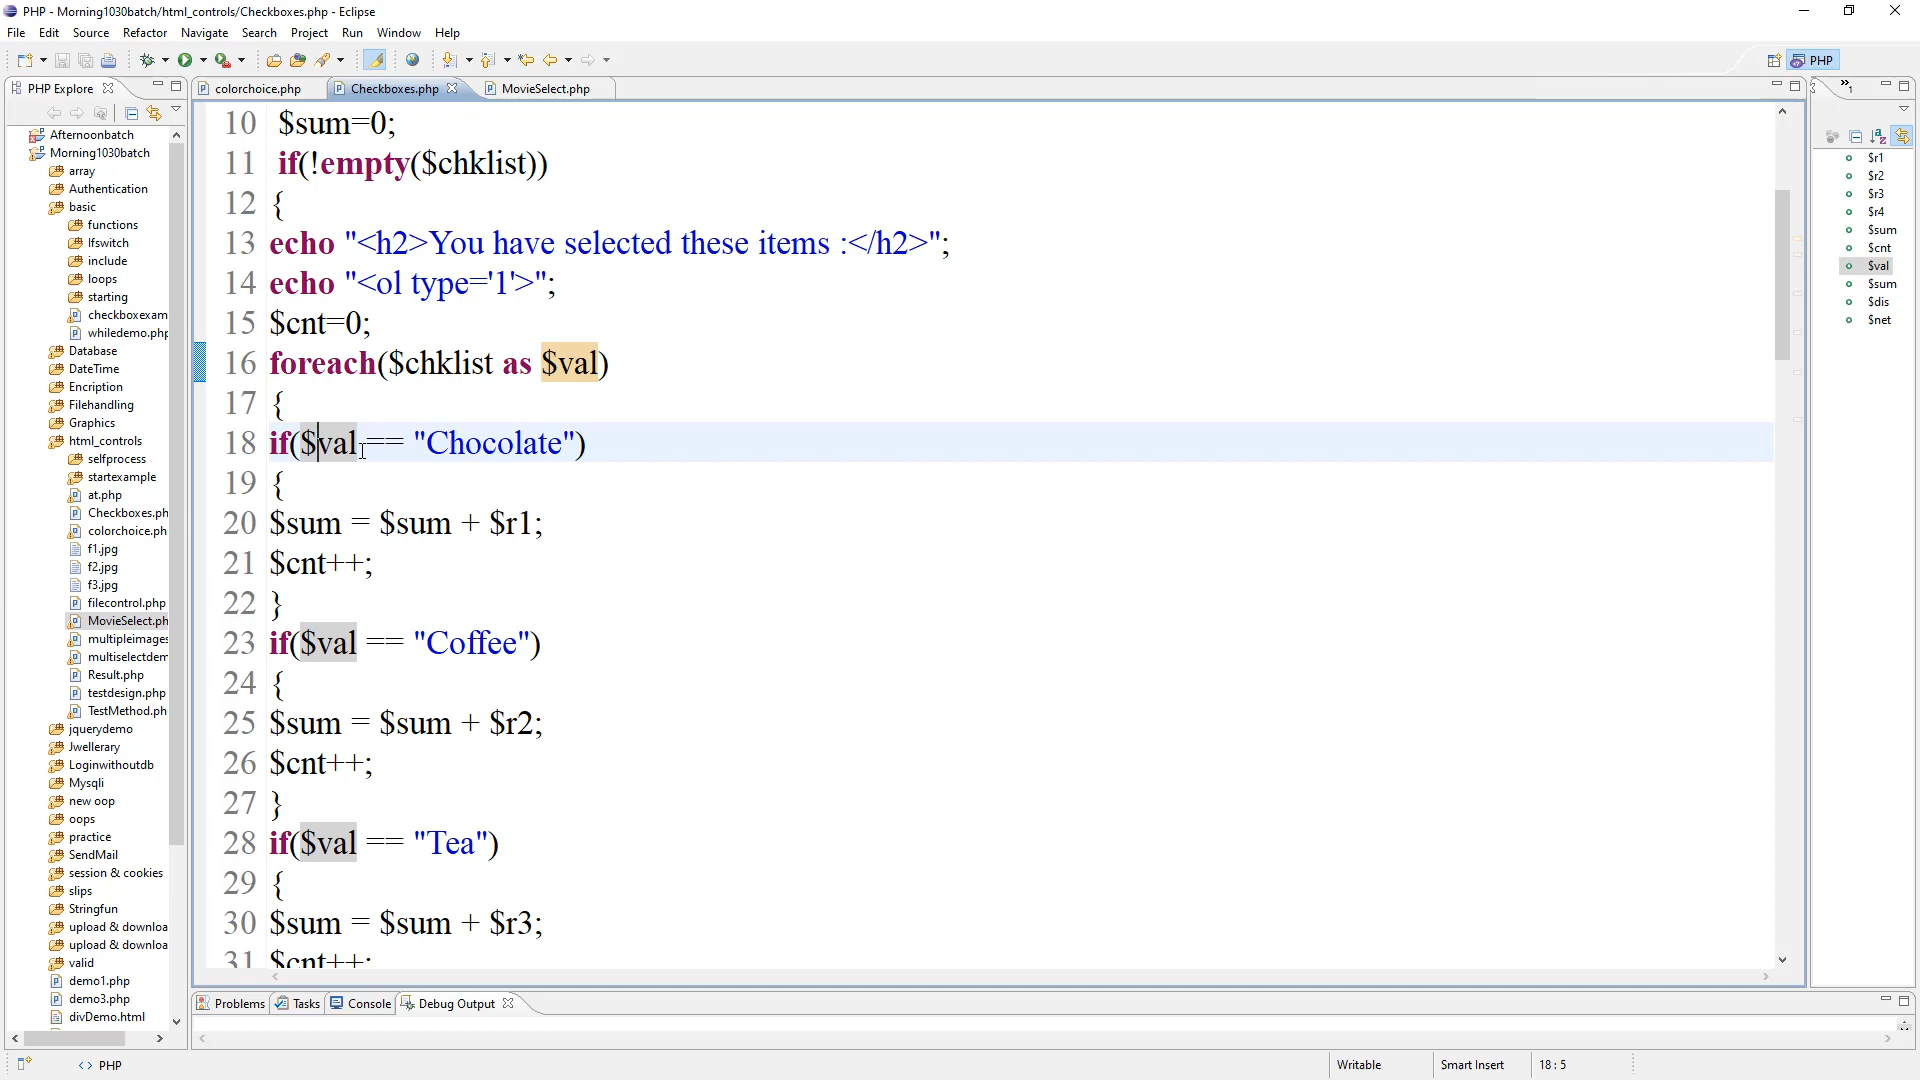 PHP - Morning1030batch/html_controls/Checkboxes.php - Eclipse
File Edit Source Refactor Navigate Search Project Run Window Help
PHP
PHP Explore
colorchoice.php
Checkboxes.php
MovieSelect.php
Afternoonbatch
Morning1030batch
array
Authentication
basic
functions
Ifswitch
include
loops
starting
checkboxexam
whiledemo.php
Database
DateTime
Encription
Filehandling
Graphics
html_controls
selfprocess
startexample
at.php
Checkboxes.ph
colorchoice.ph
f1.jpg
f2.jpg
f3.jpg
filecontrol.php
MovieSelect.ph
multipleimages
multiselectdem
Result.php
testdesign.php
TestMethod.ph
jquerydemo
Jwellerary
Loginwithoutdb
Mysqli
new oop
oops
practice
SendMail
session & cookies
slips
Stringfun
upload & downloa
upload & downloa
valid
demo1.php
demo3.php
divDemo.html
10 $sum=0;
11 if(!empty($chklist))
12 {
13 echo "<h2>You have selected these items :</h2>";
14 echo "<ol type='1'>";
15 $cnt=0;
16 foreach($chklist as $val)
17 {
18 if($val == "Chocolate")
19 {
20 $sum = $sum + $r1;
21 $cnt++;
22 }
23 if($val == "Coffee")
24 {
25 $sum = $sum + $r2;
26 $cnt++;
27 }
28 if($val == "Tea")
29 {
30 $sum = $sum + $r3;
31 $cnt++;
$r1
$r2
$r3
$r4
$sum
$cnt
$val
$sum
$dis
$net
Problems Tasks Console Debug Output
PHP
Writable
Smart Insert
18 : 5